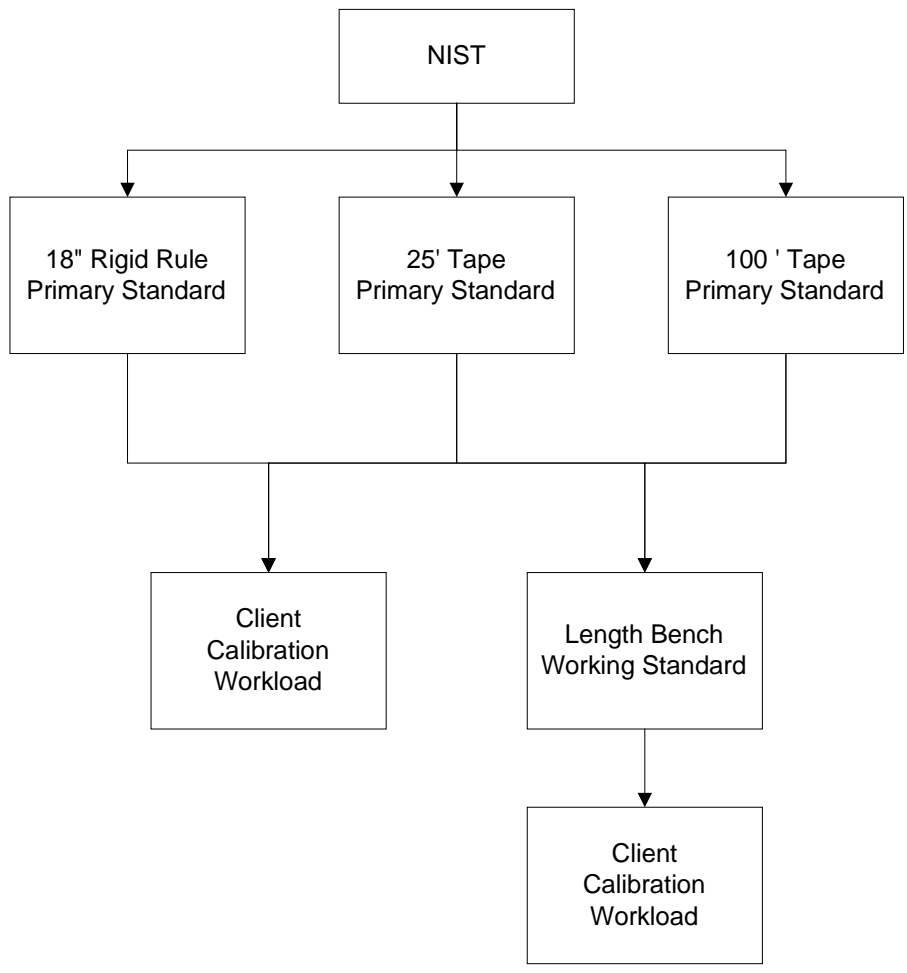 NIST
18" Rigid Rule
Primary Standard
25' Tape
Primary Standard
100 ' Tape
Primary Standard
Client
Calibration
Workload
Length Bench
Working Standard
Client
Calibration
Workload